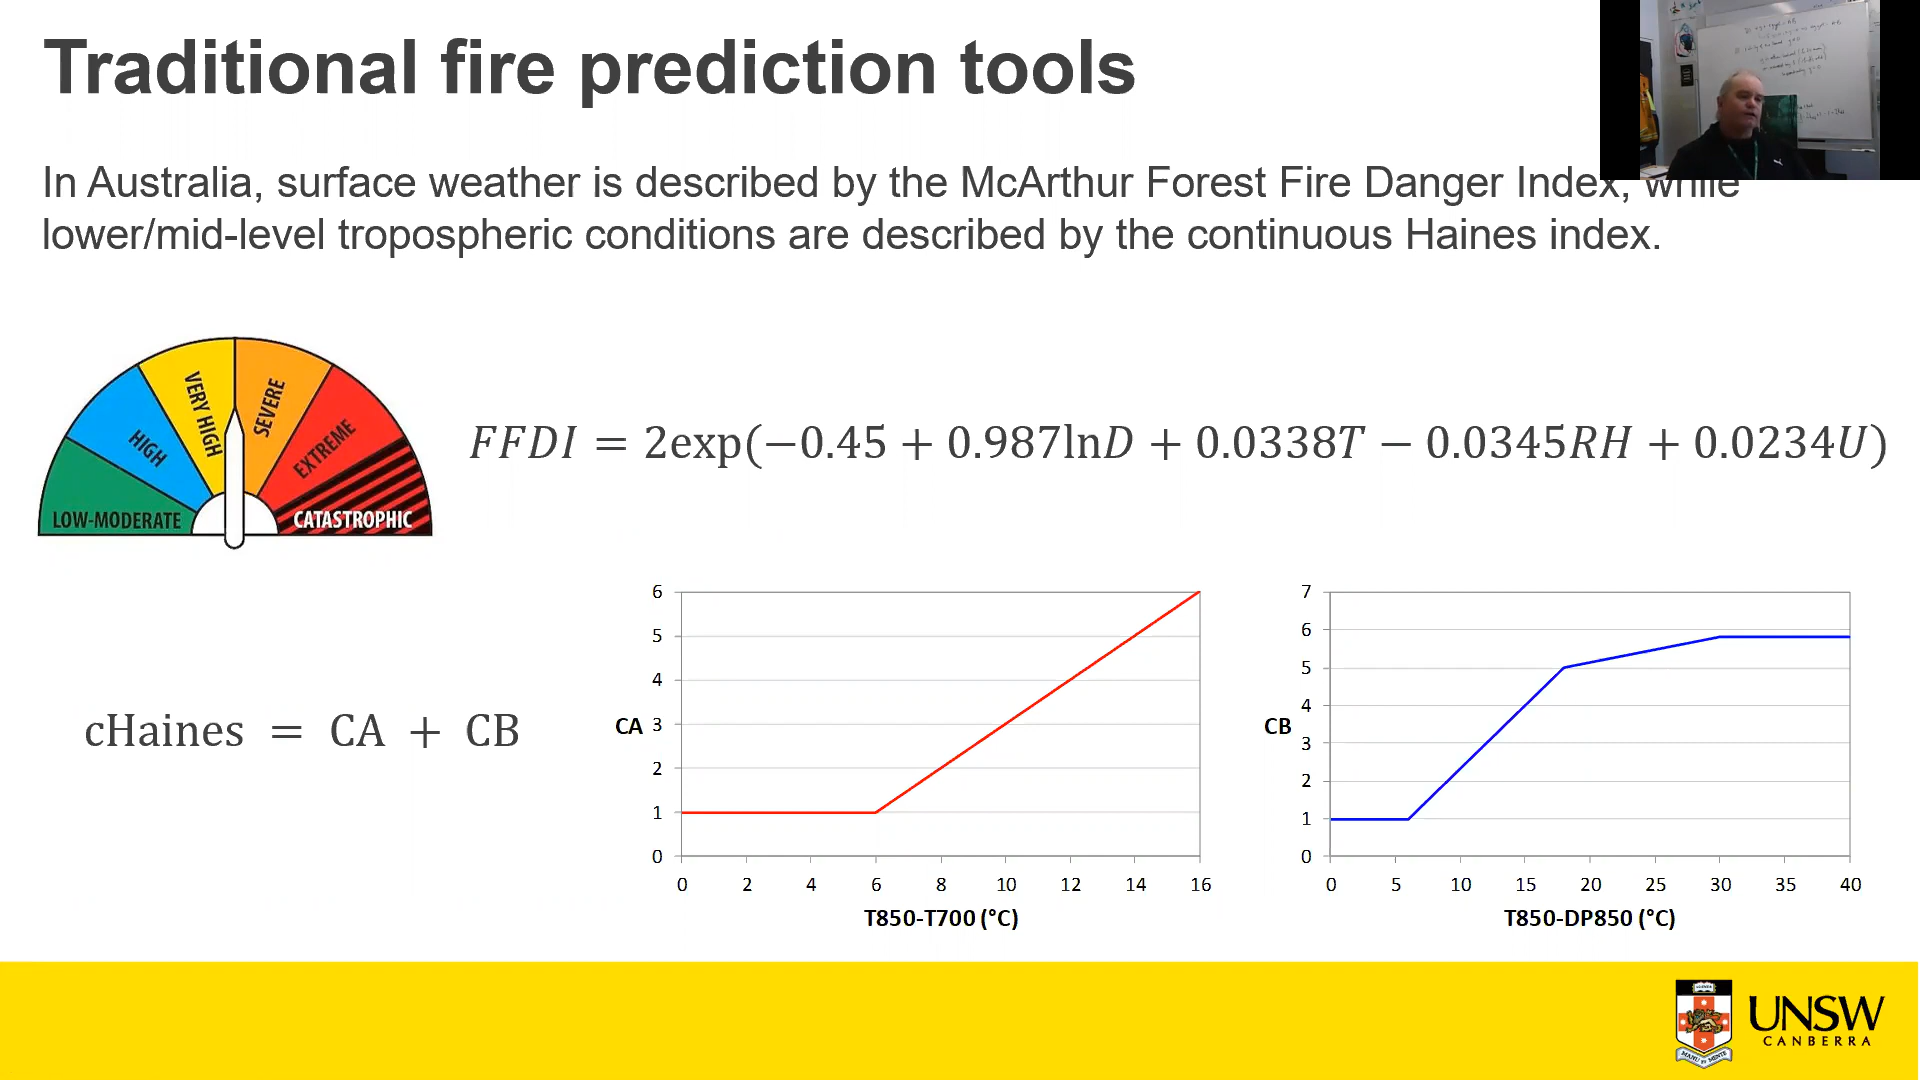 Traditional fire prediction tools
In Australia, surface weather is described by the McArthur Forest Fire Danger Index, while
lower/mid-level tropospheric conditions are described by the continuous Haines index.
LOW-MODERATE
HIGH
VERY HIGH
SEVERE
EXTREME
CATASTROPHIC
FFDI = 2exp(−0.45 + 0.987lnD + 0.0338T − 0.0345RH + 0.0234U)
cHaines = CA + CB
6
5
4
CA 3
2
1
0
0 2 4 6 8 10 12 14 16
T850-T700 (°C)
7
6
5
4
CB
3
2
1
0
0 5 10 15 20 25 30 35 40
T850-DP850 (°C)
UNSW
CANBERRA
MANU ET MENTE